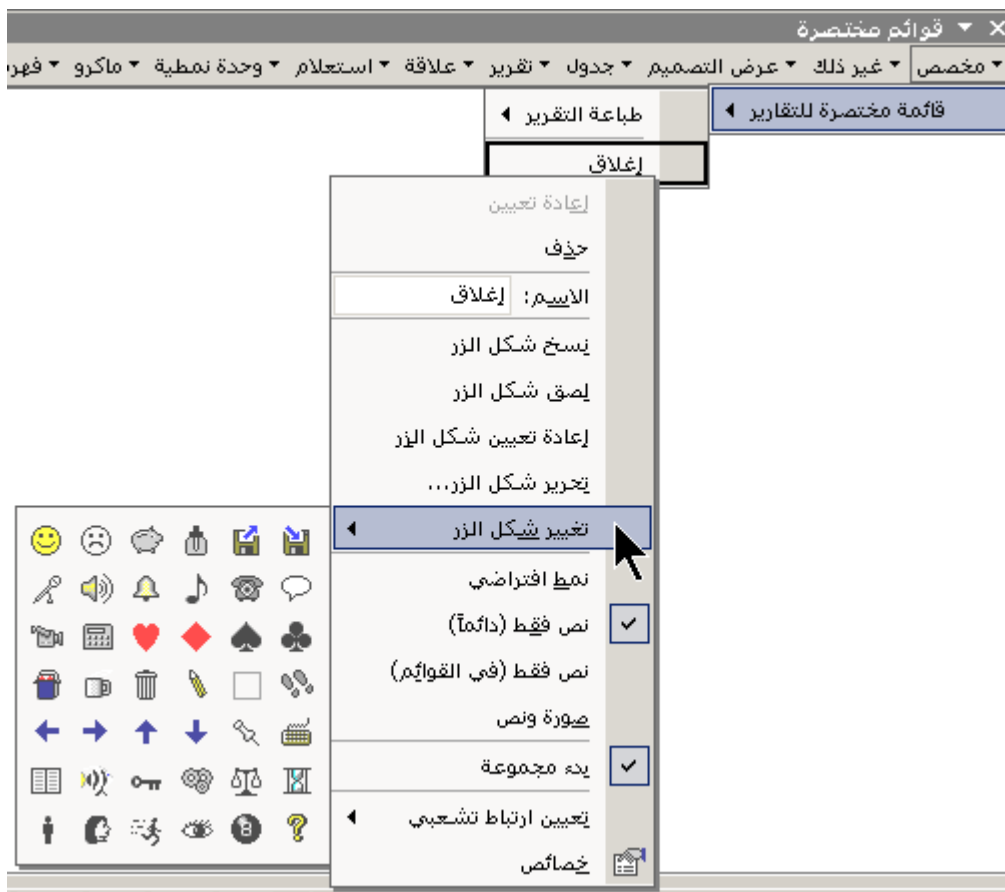 قوائم مختصرة
مخصص غير ذلك عرض التصميم جدول تقرير علاقة استعلام وحدة نمطية ماكرو فهر
قائمة مختصرة للتقارير
طباعة التقرير
إغلاق
إعادة تعيين
حذف
الاسم: إغلاق
نسخ شكل الزر
لصق شكل الزر
إعادة تعيين شكل الزر
تحرير شكل الزر...
تغيير شكل الزر
نمط افتراضي
نص فقط (دائماً)
نص فقط (في القوائم)
صورة ونص
بدء مجموعة
تعيين ارتباط تشعبي
خصائص